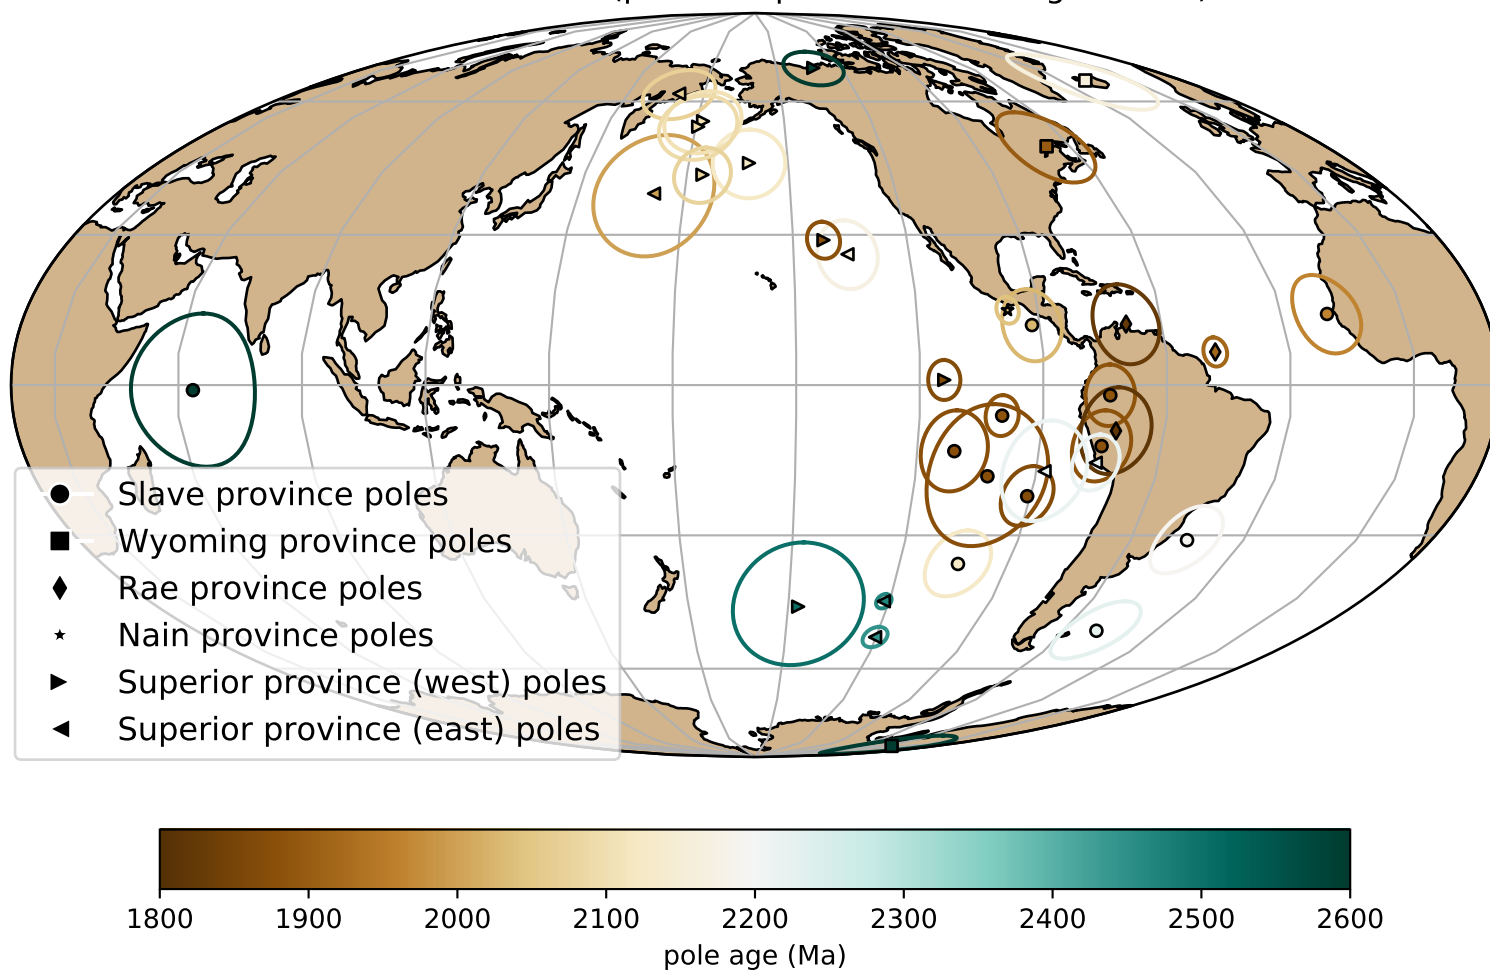 Slave province poles
Wyoming province poles
Rae province poles
Nain province poles
Superior province (west) poles
Superior province (east) poles
1800 1900 2000 2100 2200 2300 2400 2500 2600
pole age (Ma)